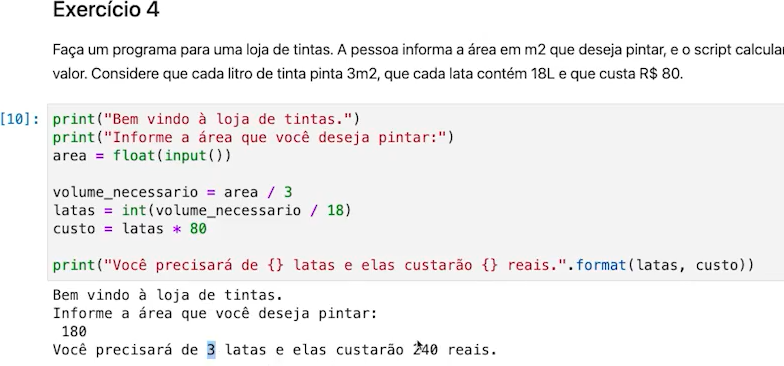 Exercício 4
Faça um programa para uma loja de tintas. A pessoa informa a área em m2 que deseja pintar, e o script
valor. Considere que cada litro de tinta pinta 3m2, que cada lata contém 18L e que custa R$ 80.
[10]: print("Bem vindo à loja de tintas.")
print("Informe a área que você deseja pintar:")
area = float(input())
volume_necessario = area / 3
latas = int(volume_necessario / 18)
custo = latas * 80
print("Você precisará de {} latas e elas custarão {} reais.".format(latas, custo))
Bem vindo à loja de tintas.
Informe a área que você deseja pintar:
180
Você precisará de 3 latas e elas custarão 240 reais.